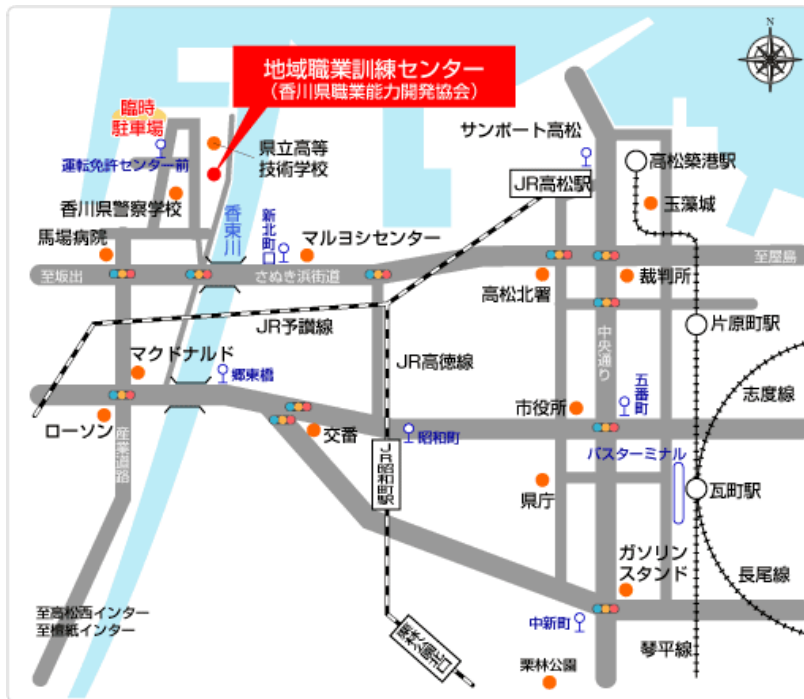 N
地域職業訓練センター
（香川県職業能力開発協会）
臨時
駐車場
運転免許センター前
県立高等
技術学校
サンポート高松
高松築港駅
JR高松駅
香川県警察学校
玉藻城
香東川
新北町口
馬場病院
マルヨシセンター
至坂出
さぬき浜街道
高松北署
裁判所
至屋島
JR予讃線
中央通り
片原町駅
マクドナルド
JR高徳線
郷東橋
五番町
志度線
市役所
ローソン
産業道路
交番
昭和町
JR昭和町駅
バスターミナル
県庁
瓦町駅
ガソリン
スタンド
長尾線
至高松西インター
至檀紙インター
中新町
栗林公園北口
琴平線
栗林公園